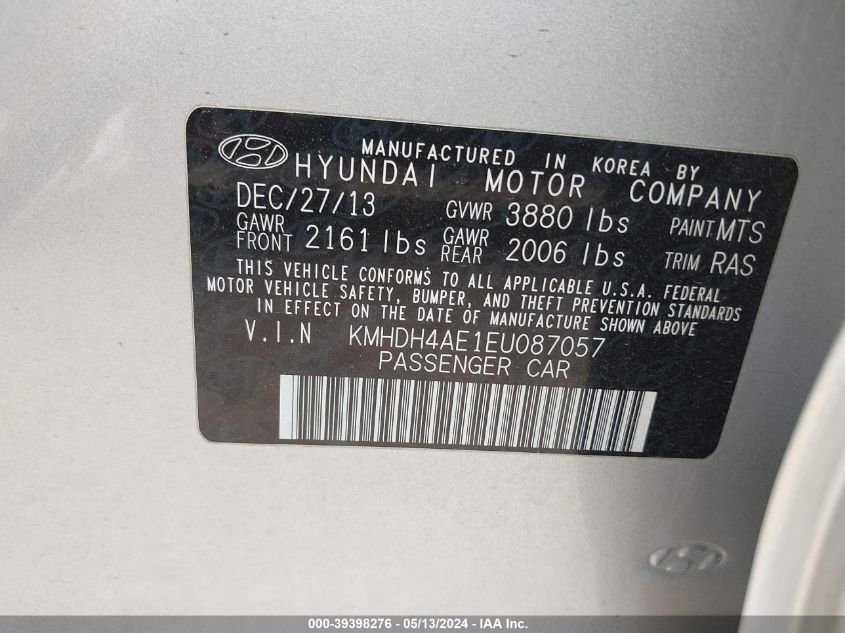 MANUFACTURED IN KOREA BY
HYUNDAI MOTOR COMPANY
DEC/27/13 GVWR 3880 lbs PAINT MTS
GAWR FRONT 2161 lbs GAWR REAR 2006 lbs TRIM RAS
THIS VEHICLE CONFORMS TO ALL APPLICABLE U.S.A. FEDERAL
MOTOR VEHICLE SAFETY, BUMPER, AND THEFT PREVENTION STANDARDS
IN EFFECT ON THE DATE OF MANUFACTURE SHOWN ABOVE
V.I.N KMHDH4AE1EU087057
PASSENGER CAR
000-39398276 - 05/13/2024 - IAA Inc.